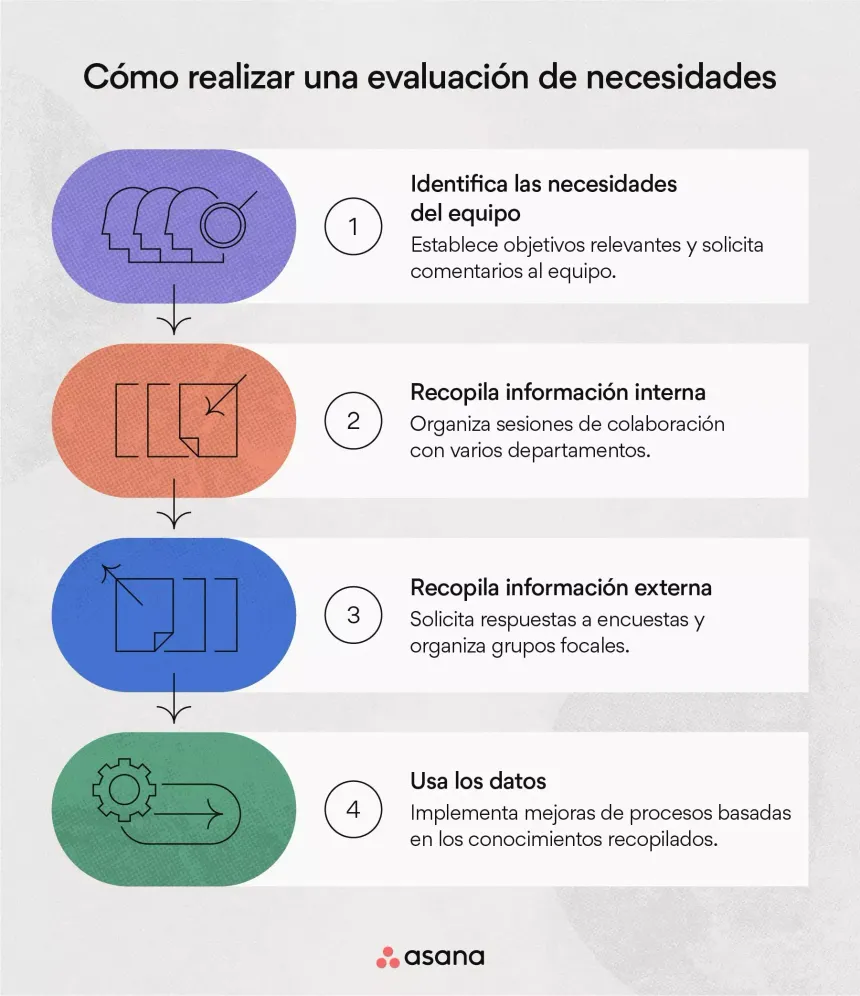 Cómo realizar una evaluación de necesidades
1
Identifica las necesidades
del equipo
Establece objetivos relevantes y solicita
comentarios al equipo.
2
Recopila información interna
Organiza sesiones de colaboración
con varios departamentos.
3
Recopila información externa
Solicita respuestas a encuestas y
organiza grupos focales.
4
Usa los datos
Implementa mejoras de procesos basadas
en los conocimientos recopilados.
asana